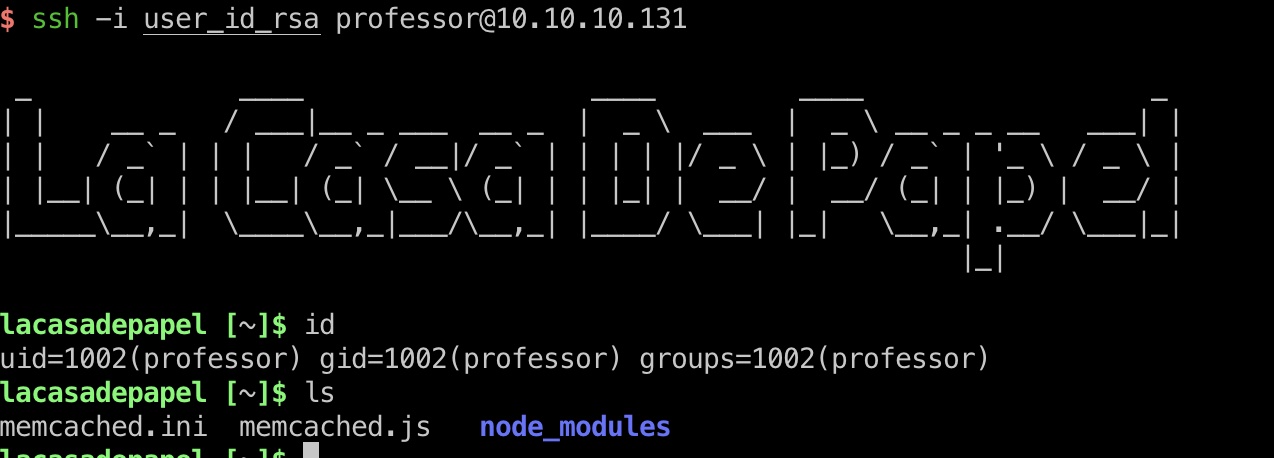 $ ssh -i user_id_rsa professor@10.10.10.131
La Casa De Papel
lacasadepapel [~]$ id
uid=1002(professor) gid=1002(professor) groups=1002(professor)
lacasadepapel [~]$ ls
memcached.ini  memcached.js   node_modules
lacasadepapel [~]$